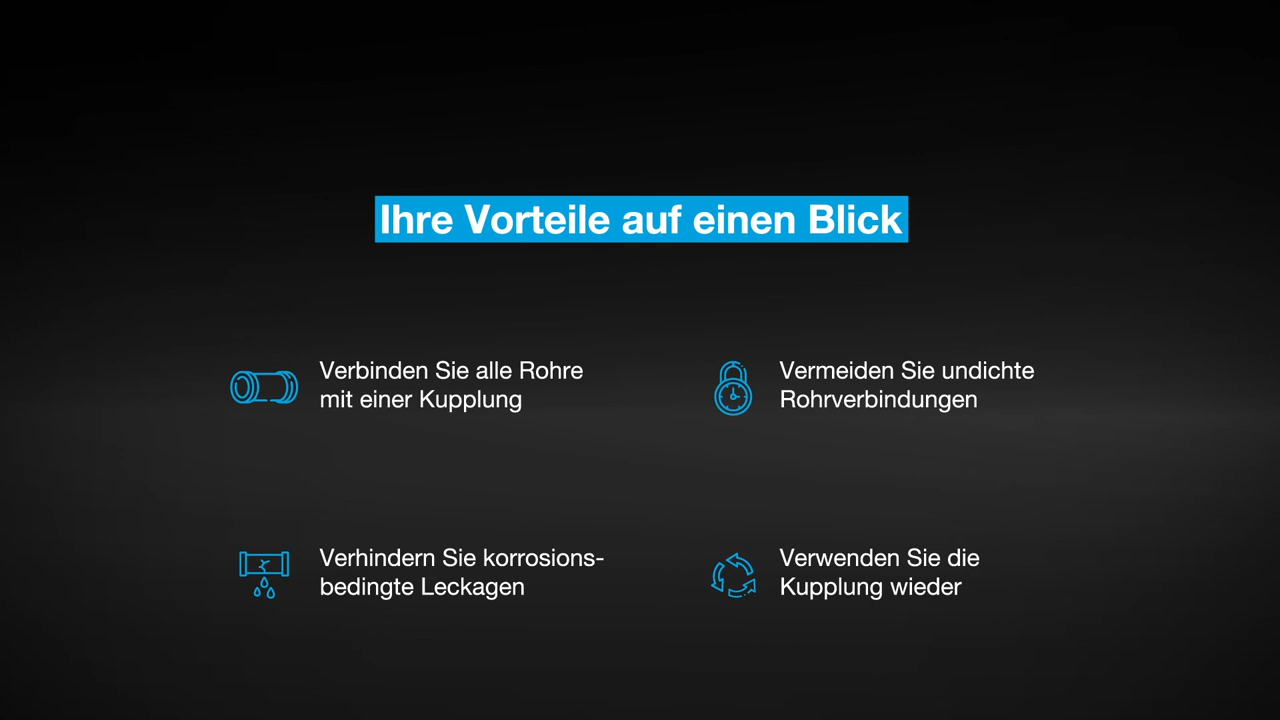 Ihre Vorteile auf einen Blick
Verbinden Sie alle Rohre
mit einer Kupplung
Vermeiden Sie undichte
Rohrverbindungen
Verhindern Sie korrosions-
bedingte Leckagen
Verwenden Sie die
Kupplung wieder